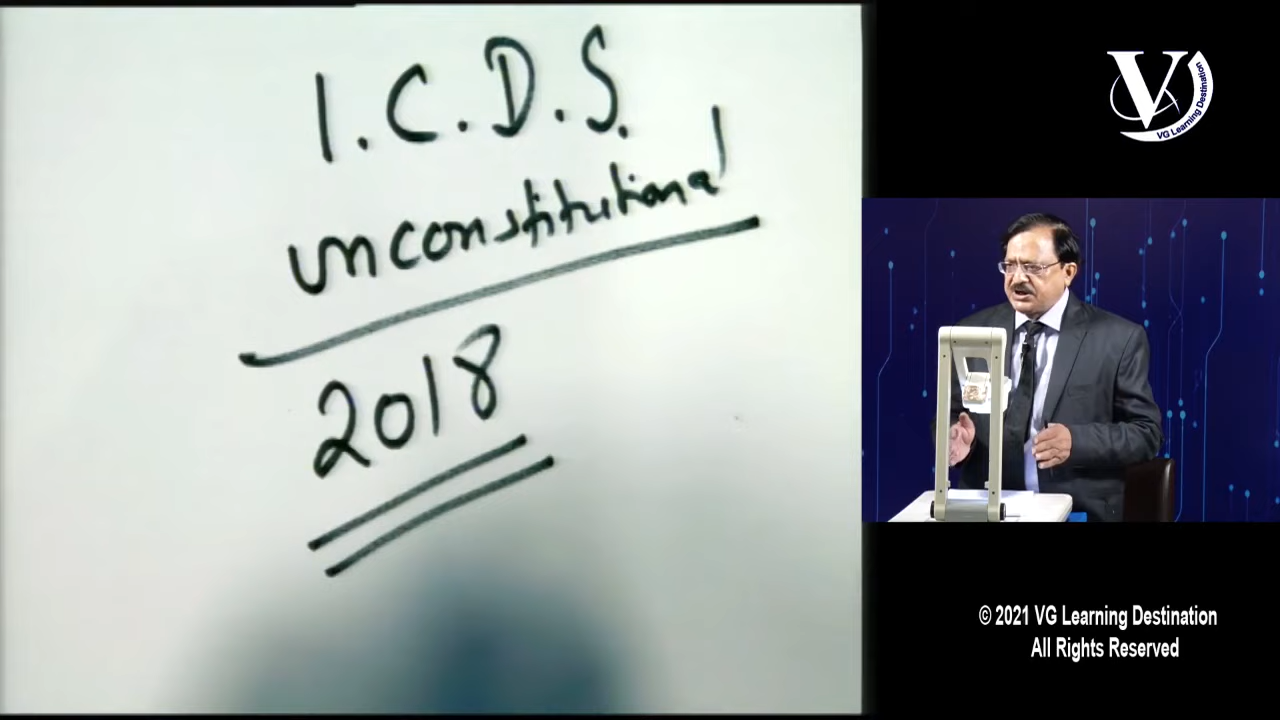 I.C.D.S.
unconstitutional
2018
V
VG Learning Destination
© 2021 VG Learning Destination
All Rights Reserved